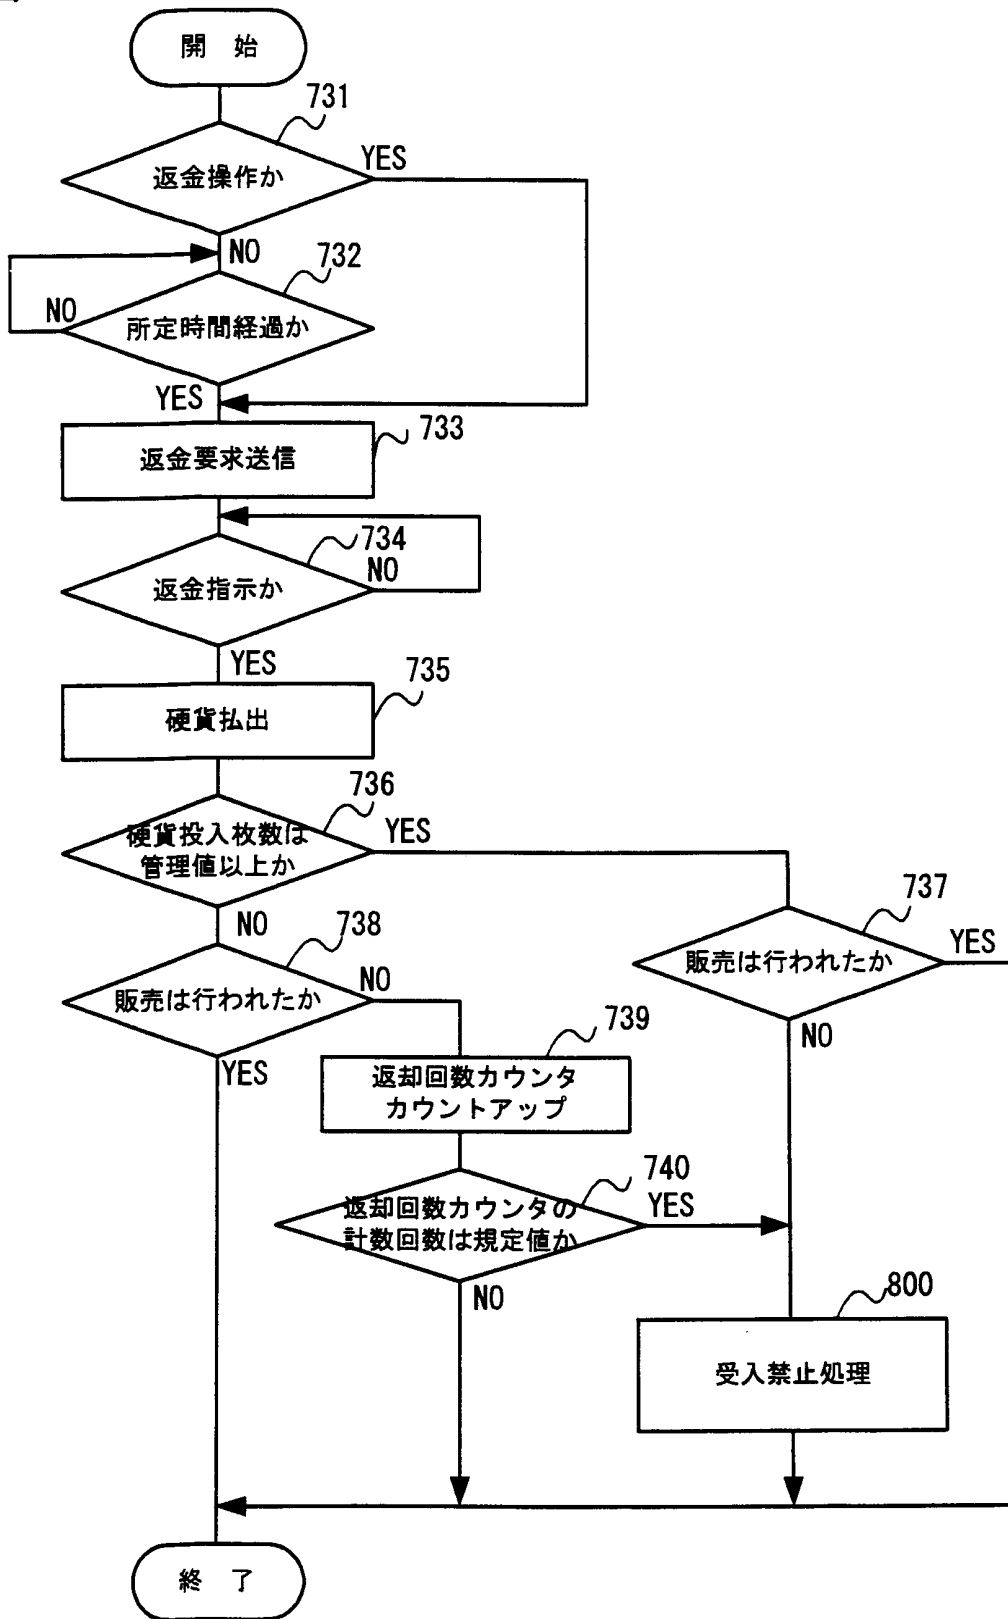 開 始
731
返金操作か
YES
NO
732
NO
所定時間経過か
YES
733
返金要求送信
734
NO
返金指示か
YES
735
硬貨払出
736
YES
硬貨投入枚数は
管理値以上か
NO
737
YES
販売は行われたか
NO
738
NO
販売は行われたか
YES
739
返却回数カウンタ
カウントアップ
740
YES
返却回数カウンタの
計数回数は規定値か
NO
800
受入禁止処理
終 了